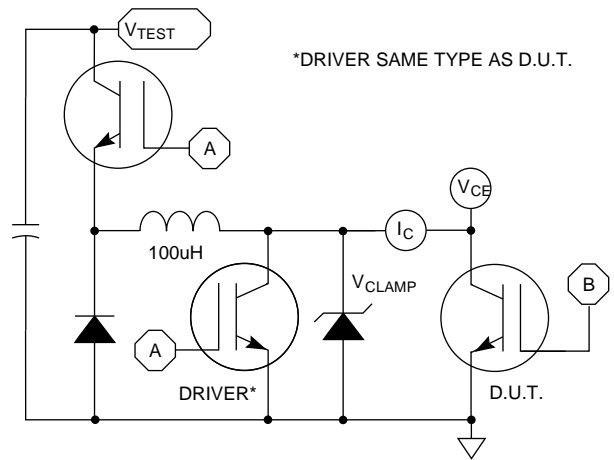 VTEST
*DRIVER SAME TYPE AS D.U.T.
A
VCE
IC
100uH
VCLAMP
B
A
DRIVER*
D.U.T.